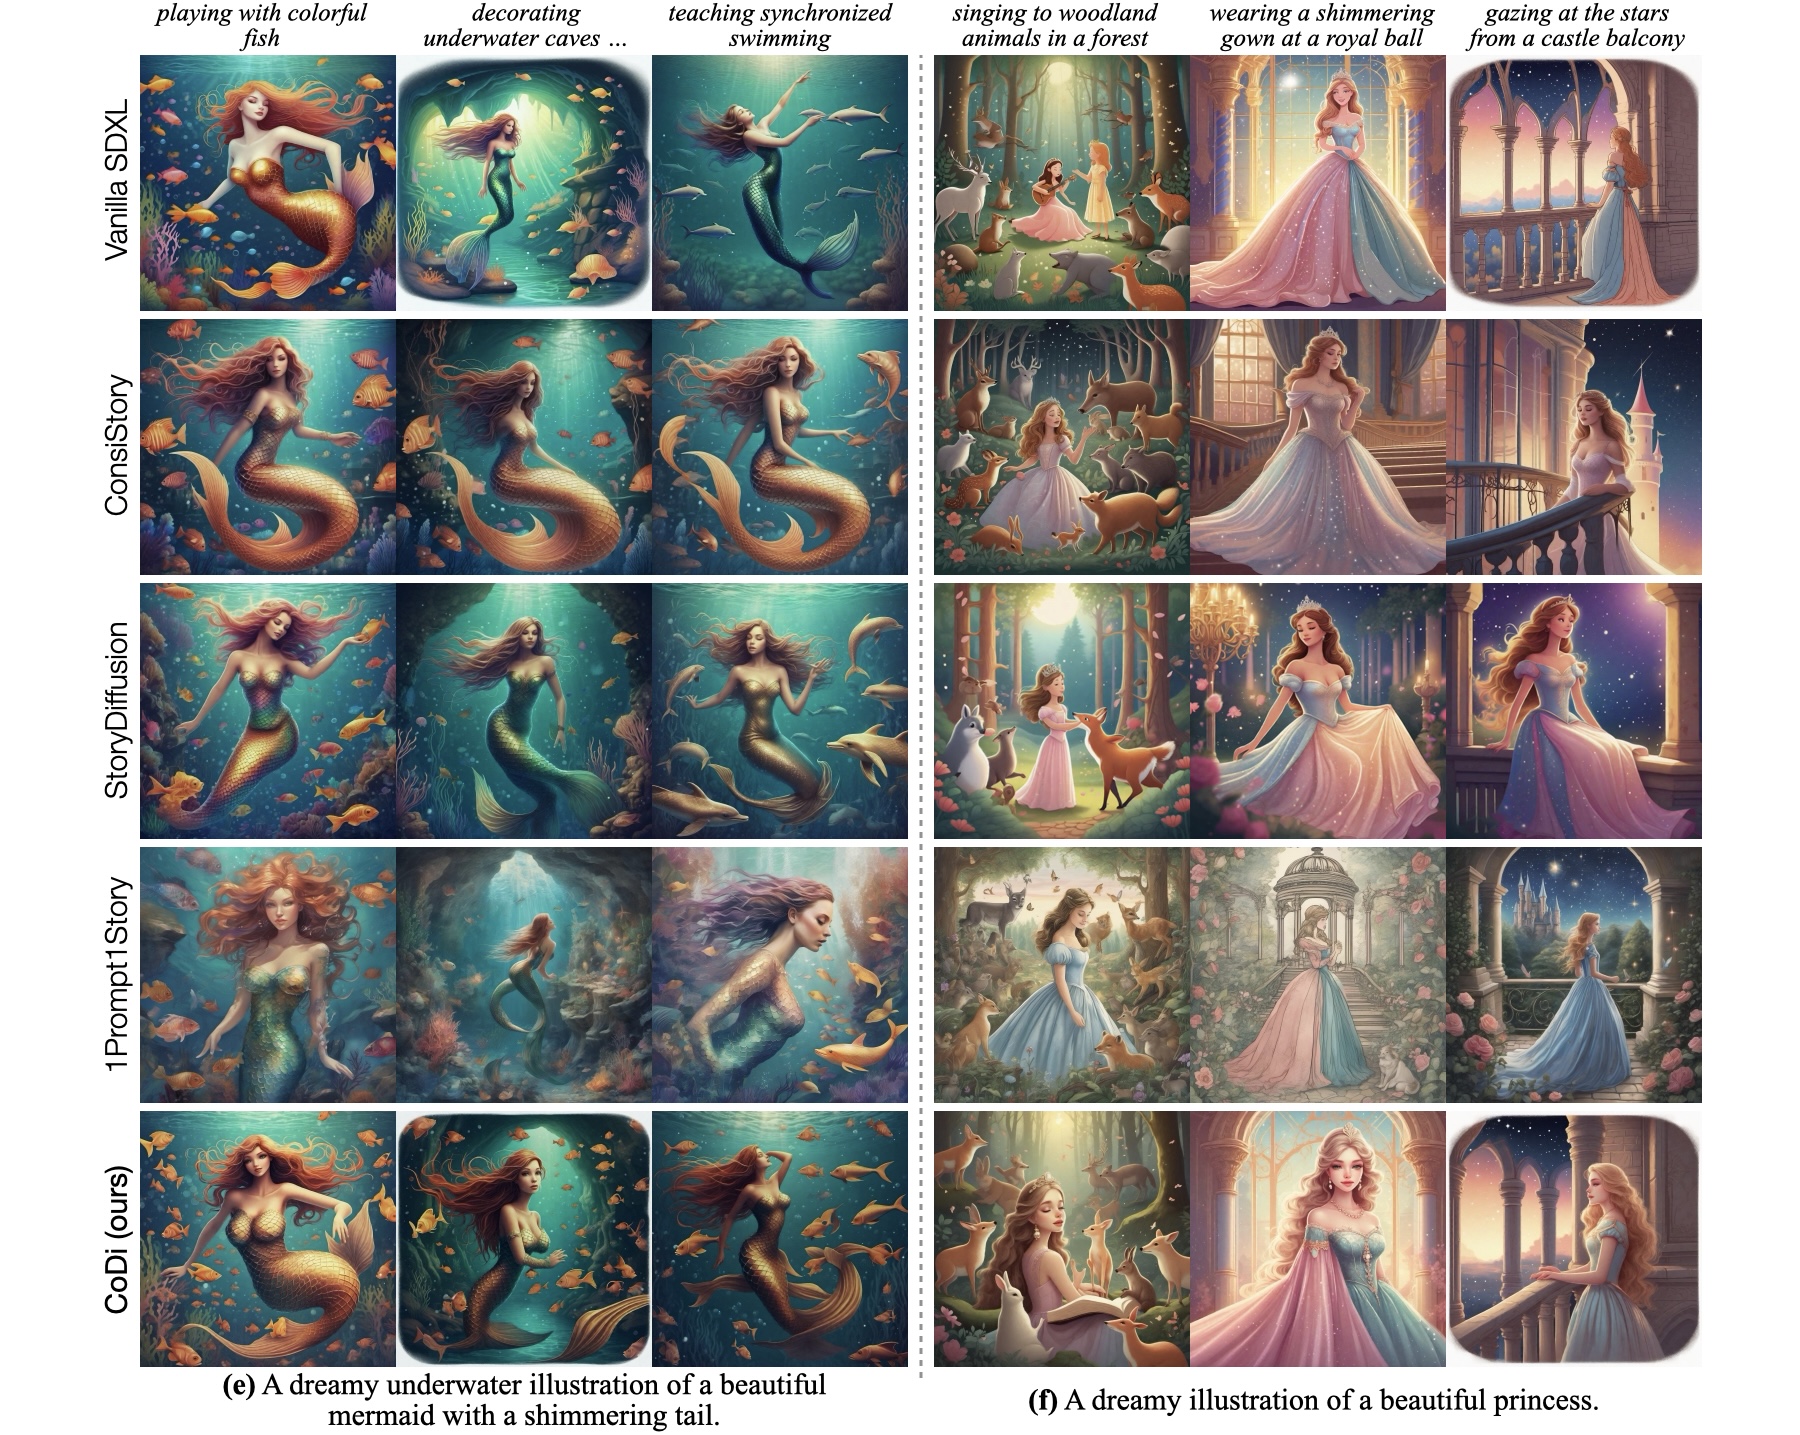 playing with colorful
fish
decorating
underwater caves ...
teaching synchronized
swimming
singing to woodland
animals in a forest
wearing a shimmering
gown at a royal ball
gazing at the stars
from a castle balcony
Vanilla SDXL
ConsiStory
StoryDiffusion
1Prompt1Story
CoDi (ours)
(e) A dreamy underwater illustration of a beautiful
mermaid with a shimmering tail.
(f) A dreamy illustration of a beautiful princess.